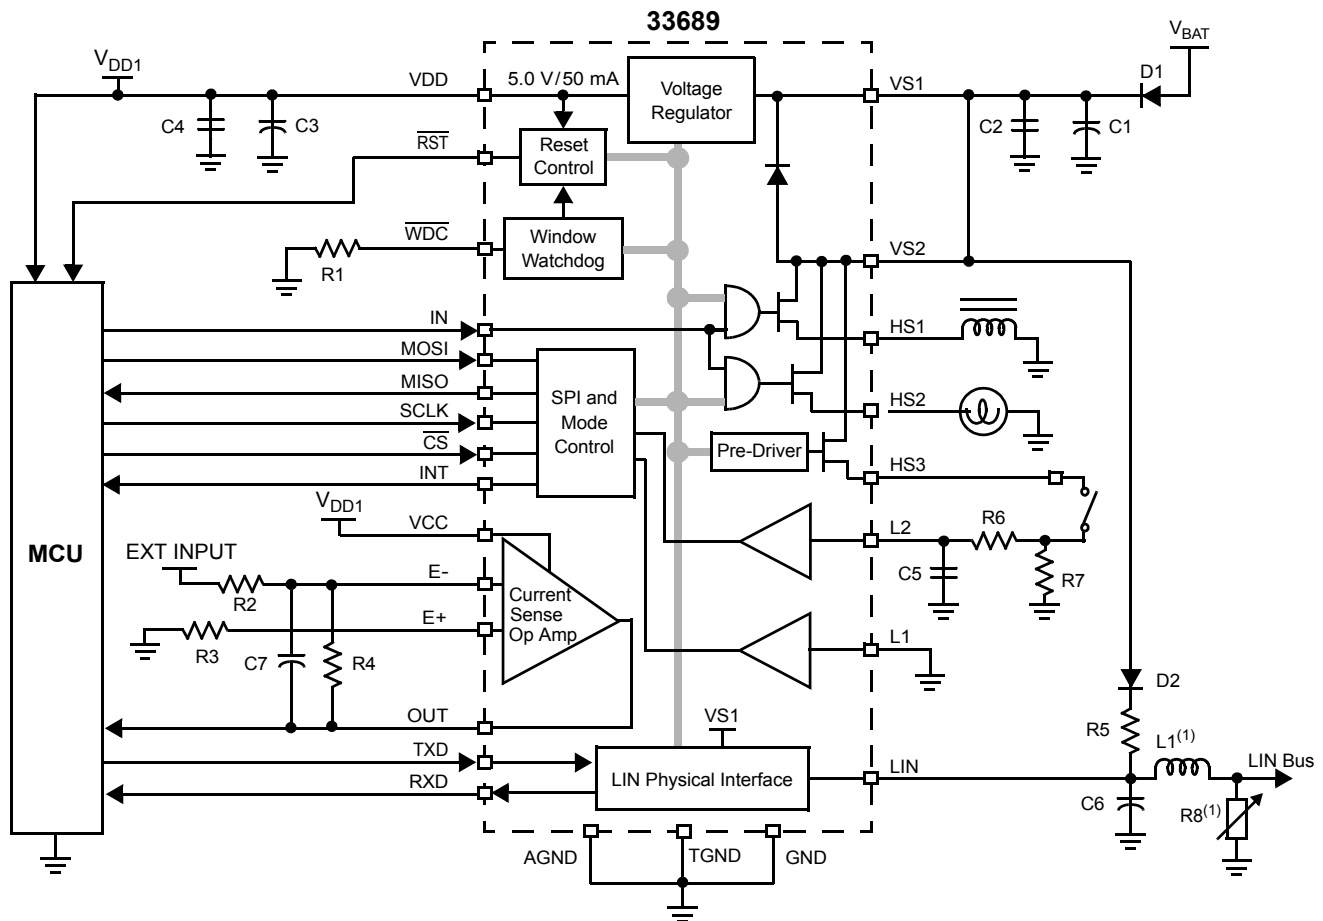 33689
V_BAT
V_DD1
VDD
5.0 V/50 mA
Voltage
Regulator
VS1
D1
C4
C3
C2
C1
RST
Reset
Control
WDC
R1
Window
Watchdog
VS2
IN
HS1
MOSI
MISO
SCLK
CS
INT
SPI and
Mode
Control
HS2
Pre-Driver
HS3
V_DD1
VCC
L2
R6
C5
R7
MCU
EXT INPUT
R2
E-
E+
R3
C7
R4
Current
Sense
Op Amp
L1
D2
OUT
VS1
R5
TXD
RXD
LIN Physical Interface
LIN
L1(1)
LIN Bus
C6
R8(1)
AGND
TGND
GND